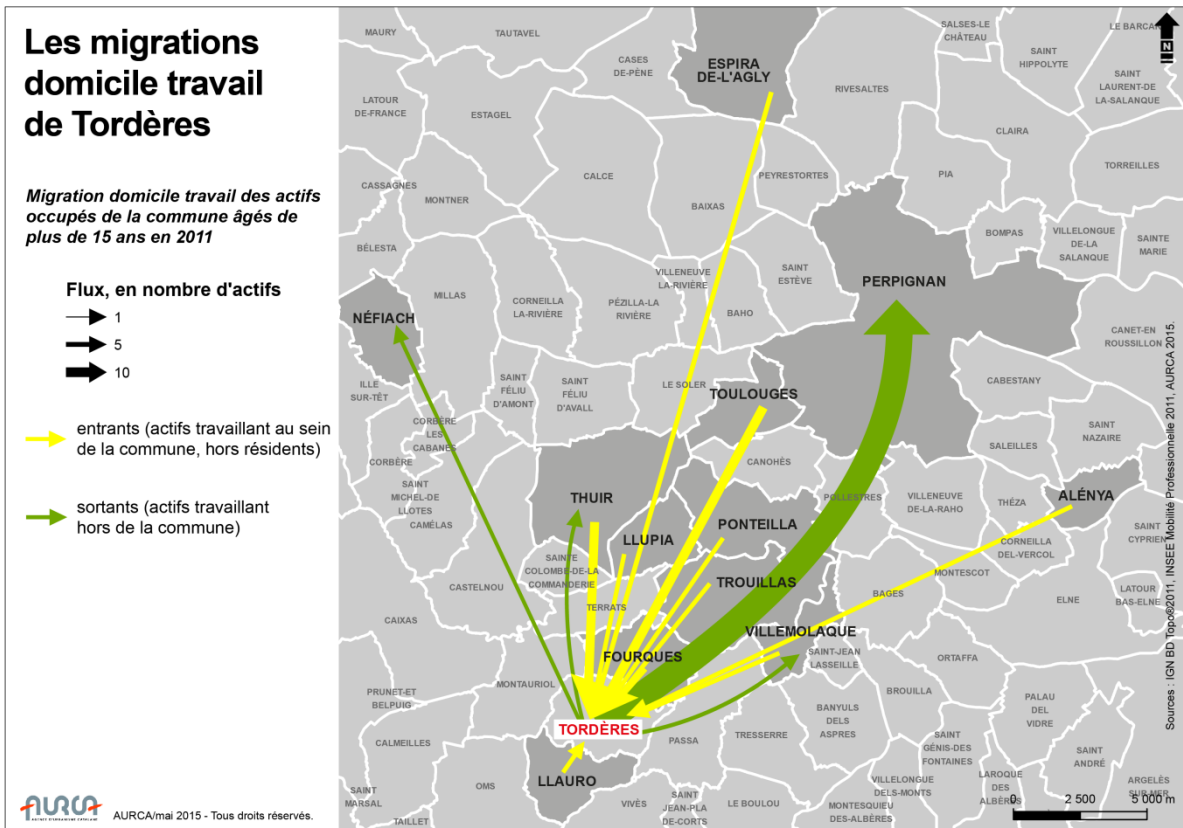 Les migrations
domicile travail
de Tordères
Migration domicile travail des actifs
occupés de la commune âgés de
plus de 15 ans en 2011
Flux, en nombre d'actifs
1
5
10
entrants (actifs travaillant au sein
de la commune, hors résidents)
sortants (actifs travaillant
hors de la commune)
AURCA
AURCA/mai 2015 - Tous droits réservés.
MAURY
TAUTAVEL
CASES
DE-PÈNE
ESPIRA
DE-L'AGLY
SALSES-LE
CHÂTEAU
LE BARCAR
N
SAINT
HIPPOLYTE
RIVESALTES
SAINT
LAURENT-DE
LA-SALANQUE
LATOUR
DE-FRANCE
ESTAGEL
CLAIRA
TORREILLES
CASSAGNES
MONTNER
CALCE
PEYRESTORTES
PIA
BAIXAS
BÉLESTA
BOMPAS
VILLELONGUE
DE-LA
SALANQUE
SAINTE
MARIE
MILLAS
CORNEILLA
LA-RIVIÈRE
PÉZILLA-LA
RIVIÈRE
VILLENEUVE
LA-RIVIÈRE
SAINT
ESTÈVE
BAHO
PERPIGNAN
NÉFIACH
CANET-EN
ROUSSILLON
ILLE
SUR-TÊT
SAINT
FÉLIU
D'AMONT
SAINT
FÉLIU
D'AVALL
LE SOLER
TOULOUGES
CABESTANY
CORBÈRE
LES
CABANES
CORBÈRE
CANOHÈS
SALEILLES
SAINT
NAZAIRE
SAINT
MICHEL-DE
LLOTES
CAMÉLAS
THUIR
LLUPIA
PONTEILLA
POLLESTRES
VILLENEUVE
DE-LA-RAHO
THÉZA
ALÉNYA
SAINT
CYPRIEN
CORNEILLA
DEL-VERCOL
SAINTE
COLOMBE-DE-LA
COMMANDERIE
CASTELNOU
TERRATS
TROUILLAS
BAGES
MONTESCOT
ELNE
LATOUR
BAS-ELNE
CAIXAS
FOURQUES
VILLEMOLAQUE
SAINT-JEAN
LASSEILLE
ORTAFFA
MONTAURIOL
PRUNET-ET
BELPUIG
BROUILLA
PALAU
DEL
VIDRE
TORDÈRES
BANYULS
DELS
ASPRES
CALMEILLES
PASSA
TRESSERRE
SAINT
GÉNIS-DES
FONTAINES
SAINT
ANDRÉ
LLAURO
OMS
SAINT
MARSAL
TAILLET
VIVÈS
SAINT
JEAN-PLA
DE-CORTS
LE BOULOU
VILLELONGUE
DELS-MONTS
MONTESQUIEU
DES-ALBÈRES
LAROQUE
DES
ALBÈRES
ARGELÈS
SUR-MER
0
2 500
5 000 m
Sources : IGN BD Topo®2011, INSEE Mobilité Professionnelle 2011, AURCA 2015.